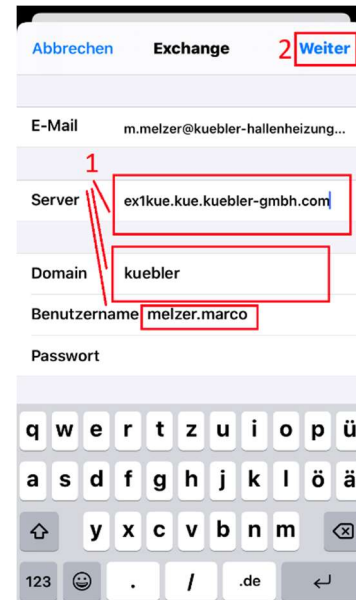 Abbrechen Exchange 2 Weiter
E-Mail m.melzer@kuebler-hallenheizung...
1
Server ex1kue.kue.kuebler-gmbh.com
Domain kuebler
Benutzername melzer.marco
Passwort
q w e r t z u i o p ü
a s d f g h j k l ö ä
y x c v b n m
123 . / .de